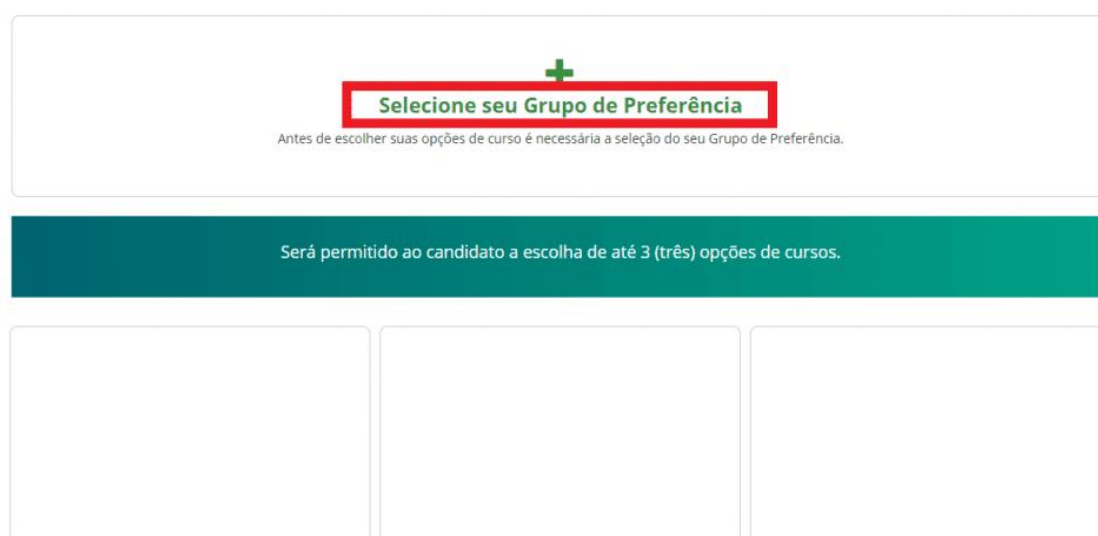 Selecione seu Grupo de Preferência
Antes de escolher suas opções de curso é necessária a seleção do seu Grupo de Preferência.
Será permitido ao candidato a escolha de até 3 (três) opções de cursos.